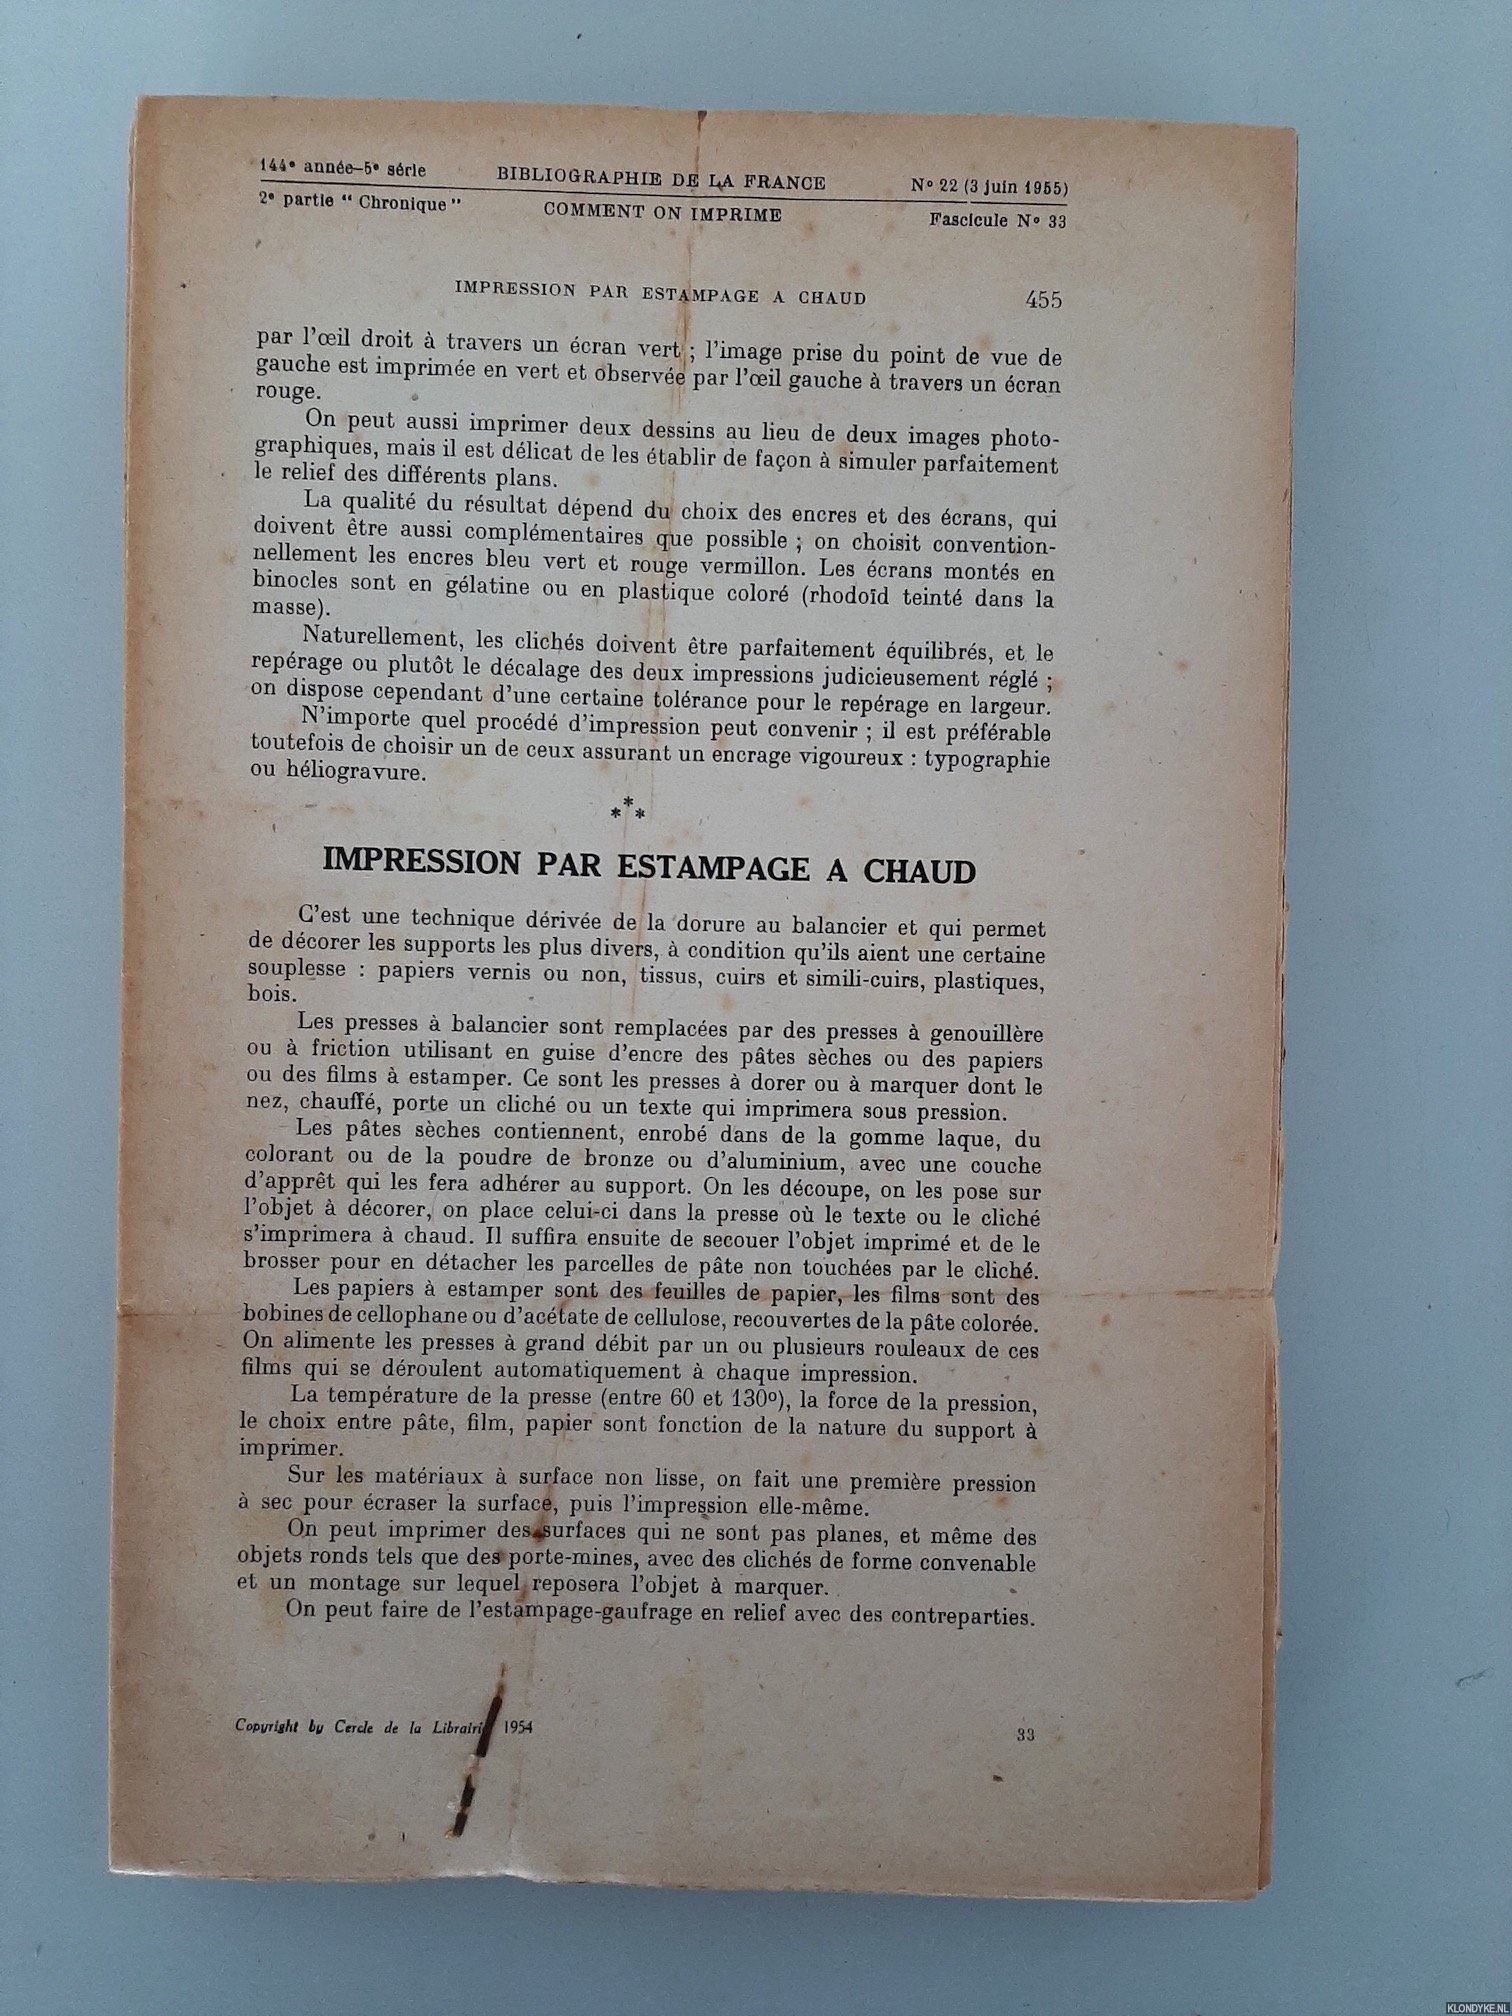 144e année–5e série BIBLIOGRAPHIE DE LA FRANCE No 22 (3 juin 1955)
2e partie “ Chronique ” COMMENT ON IMPRIME Fascicule No 33
IMPRESSION PAR ESTAMPAGE A CHAUD 455
par l’œil droit à travers un écran vert ; l’image prise du point de vue de
gauche est imprimée en vert et observée par l’œil gauche à travers un écran
rouge.
On peut aussi imprimer deux dessins au lieu de deux images photo-
graphiques, mais il est délicat de les établir de façon à simuler parfaitement
le relief des différents plans.
La qualité du résultat dépend du choix des encres et des écrans, qui
doivent être aussi complémentaires que possible ; on choisit convention-
nellement les encres bleu vert et rouge vermillon. Les écrans montés en
binocles sont en gélatine ou en plastique coloré (rhodoïd teinté dans la
masse).
Naturellement, les clichés doivent être parfaitement équilibrés, et le
repérage ou plutôt le décalage des deux impressions judicieusement réglé ;
on dispose cependant d’une certaine tolérance pour le repérage en largeur.
N’importe quel procédé d’impression peut convenir ; il est préférable
toutefois de choisir un de ceux assurant un encrage vigoureux : typographie
ou héliogravure.
***
IMPRESSION PAR ESTAMPAGE A CHAUD
C’est une technique dérivée de la dorure au balancier et qui permet
de décorer les supports les plus divers, à condition qu’ils aient une certaine
souplesse : papiers vernis ou non, tissus, cuirs et simili-cuirs, plastiques,
bois.
Les presses à balancier sont remplacées par des presses à genouillère
ou à friction utilisant en guise d’encre des pâtes sèches ou des papiers
ou des films à estamper. Ce sont les presses à dorer ou à marquer dont le
nez, chauffé, porte un cliché ou un texte qui imprimera sous pression.
Les pâtes sèches contiennent, enrobé dans de la gomme laque, du
colorant ou de la poudre de bronze ou d’aluminium, avec une couche
d’apprêt qui les fera adhérer au support. On les découpe, on les pose sur
l’objet à décorer, on place celui-ci dans la presse où le texte ou le cliché
s’imprimera à chaud. Il suffira ensuite de secouer l’objet imprimé et de le
brosser pour en détacher les parcelles de pâte non touchées par le cliché.
Les papiers à estamper sont des feuilles de papier, les films sont des
bobines de cellophane ou d’acétate de cellulose, recouvertes de la pâte colorée.
On alimente les presses à grand débit par un ou plusieurs rouleaux de ces
films qui se déroulent automatiquement à chaque impression.
La température de la presse (entre 60 et 130o), la force de la pression,
le choix entre pâte, film, papier sont fonction de la nature du support à
imprimer.
Sur les matériaux à surface non lisse, on fait une première pression
à sec pour écraser la surface, puis l’impression elle-même.
On peut imprimer des surfaces qui ne sont pas planes, et même des
objets ronds tels que des porte-mines, avec des clichés de forme convenable
et un montage sur lequel reposera l’objet à marquer.
On peut faire de l’estampage-gaufrage en relief avec des contreparties.
Copyright by Cercle de la Librairie 1954 33
KLONDYKE.NL